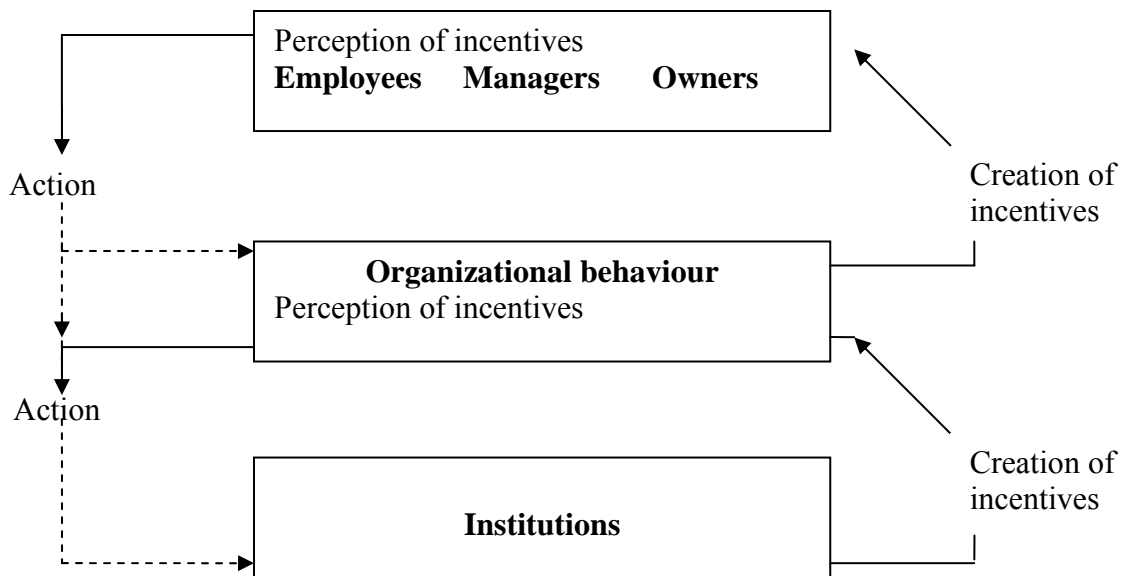 Perception of incentives
Employees Managers Owners
Action
Creation of
incentives
Organizational behaviour
Perception of incentives
Action
Creation of
incentives
Institutions